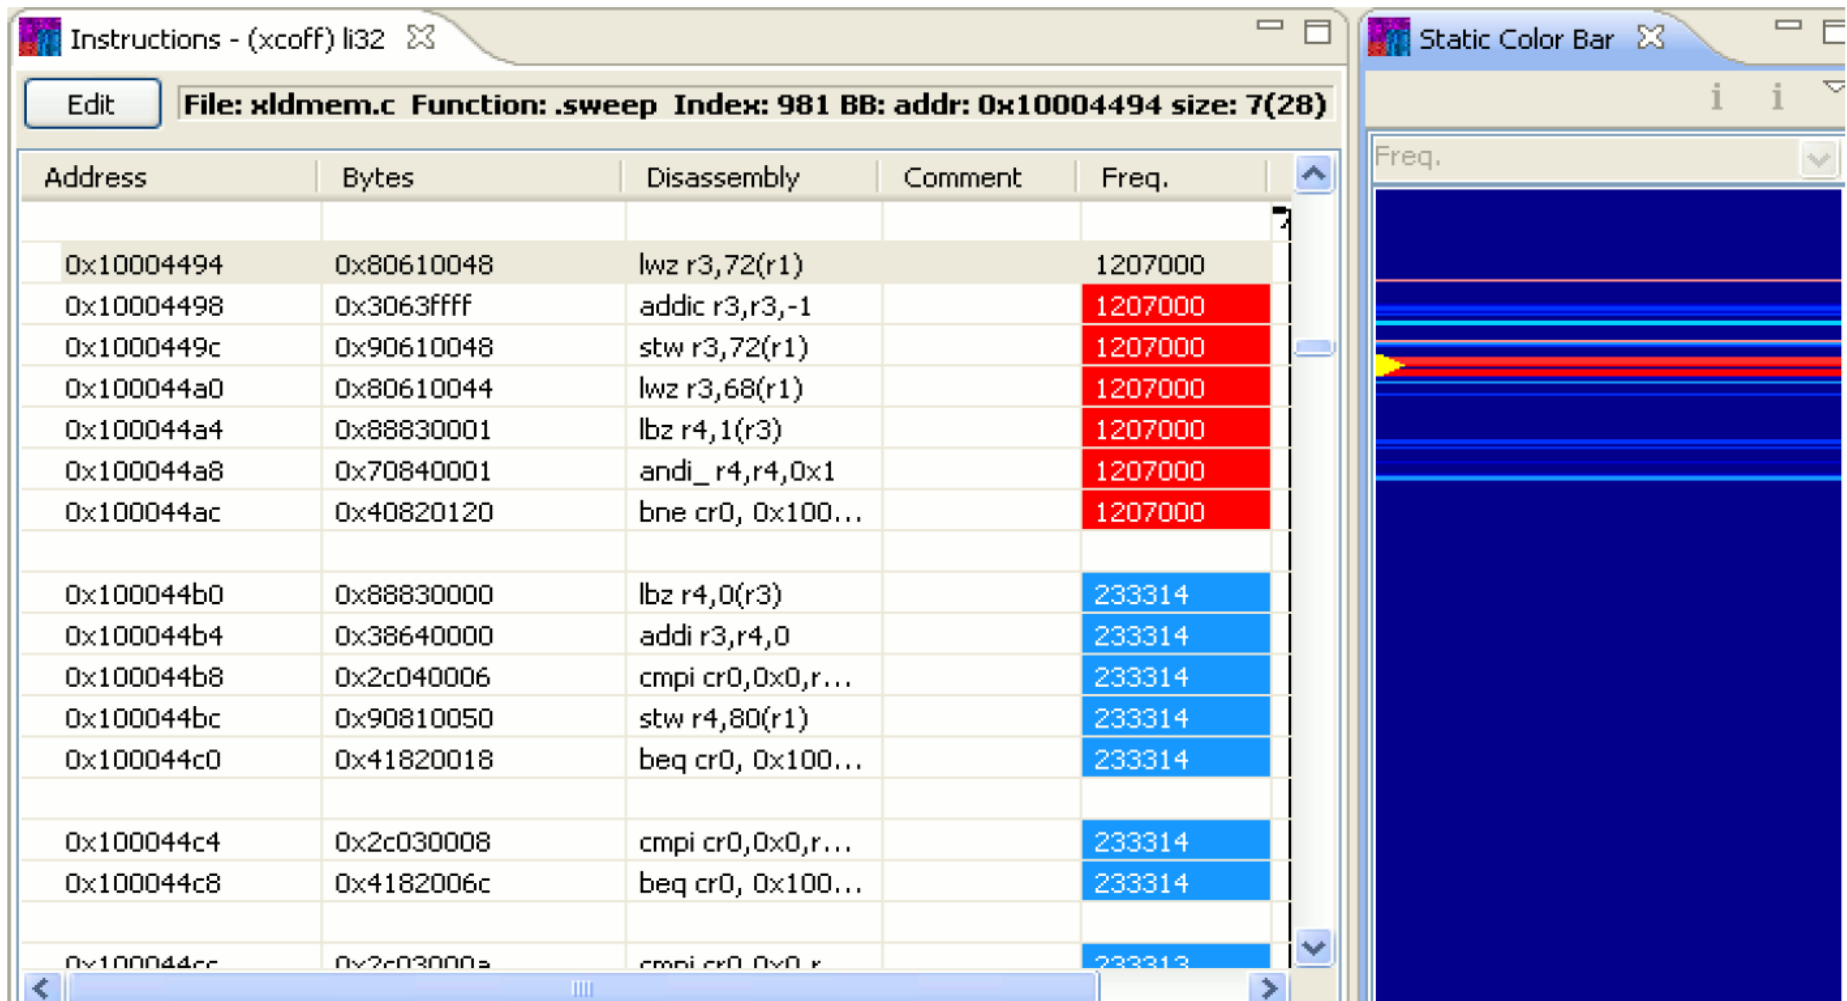 Instructions - (xcoff) li32
Static Color Bar
Edit
File: xldmem.c Function: .sweep Index: 981 BB: addr: 0x10004494 size: 7(28)
i i
Freq.
Address Bytes Disassembly Comment Freq.
0x10004494 0x80610048 lwz r3,72(r1) 1207000
0x10004498 0x3063ffff addic r3,r3,-1 1207000
0x1000449c 0x90610048 stw r3,72(r1) 1207000
0x100044a0 0x80610044 lwz r3,68(r1) 1207000
0x100044a4 0x88830001 lbz r4,1(r3) 1207000
0x100044a8 0x70840001 andi_ r4,r4,0x1 1207000
0x100044ac 0x40820120 bne cr0, 0x100... 1207000
0x100044b0 0x88830000 lbz r4,0(r3) 233314
0x100044b4 0x38640000 addi r3,r4,0 233314
0x100044b8 0x2c040006 cmpi cr0,0x0,r... 233314
0x100044bc 0x90810050 stw r4,80(r1) 233314
0x100044c0 0x41820018 beq cr0, 0x100... 233314
0x100044c4 0x2c030008 cmpi cr0,0x0,r... 233314
0x100044c8 0x4182006c beq cr0, 0x100... 233314
0x100044cc 0x2c03000a cmpi cr0,0x0,r 233313